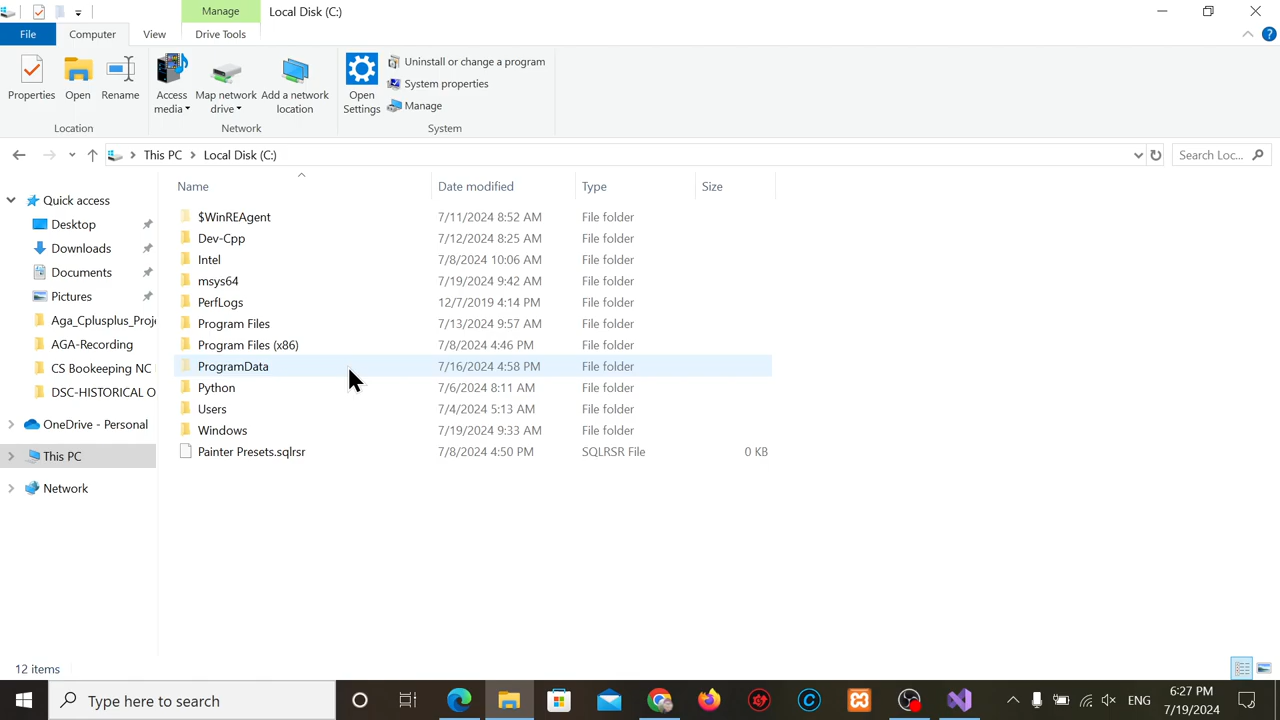 Manage
Local Disk (C:)
File
Computer
View
Drive Tools
Properties
Open
Rename
Access media
Map network drive
Add a network location
Open Settings
Uninstall or change a program
System properties
Manage
Location
Network
System
This PC
Local Disk (C:)
Search Loc...
Name
Date modified
Type
Size
Quick access
Desktop
Downloads
Documents
Pictures
Aga_Cplusplus_Proje
AGA-Recording
CS Bookeeping NC
DSC-HISTORICAL O
OneDrive - Personal
This PC
Network
$WinREAgent 7/11/2024 8:52 AM File folder
Dev-Cpp 7/12/2024 8:25 AM File folder
Intel 7/8/2024 10:06 AM File folder
msys64 7/19/2024 9:42 AM File folder
PerfLogs 12/7/2019 4:14 PM File folder
Program Files 7/13/2024 9:57 AM File folder
Program Files (x86) 7/8/2024 4:46 PM File folder
ProgramData 7/16/2024 4:58 PM File folder
Python 7/6/2024 8:11 AM File folder
Users 7/4/2024 5:13 AM File folder
Windows 7/19/2024 9:33 AM File folder
Painter Presets.sqlrsr 7/8/2024 4:50 PM SQLRSR File 0 KB
12 items
Type here to search
ENG
6:27 PM
7/19/2024